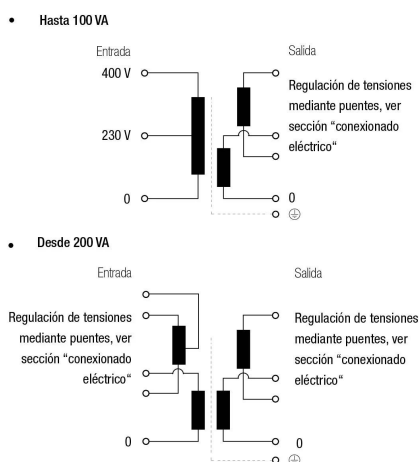 • Hasta 100 VA
Entrada
Salida
400 V
230 V
0
Regulación de tensiones
mediante puentes, ver
sección “conexionado
eléctrico“
0
• Desde 200 VA
Entrada
Salida
Regulación de tensiones
mediante puentes, ver
sección “conexionado
eléctrico“
0
Regulación de tensiones
mediante puentes, ver
sección “conexionado
eléctrico“
0